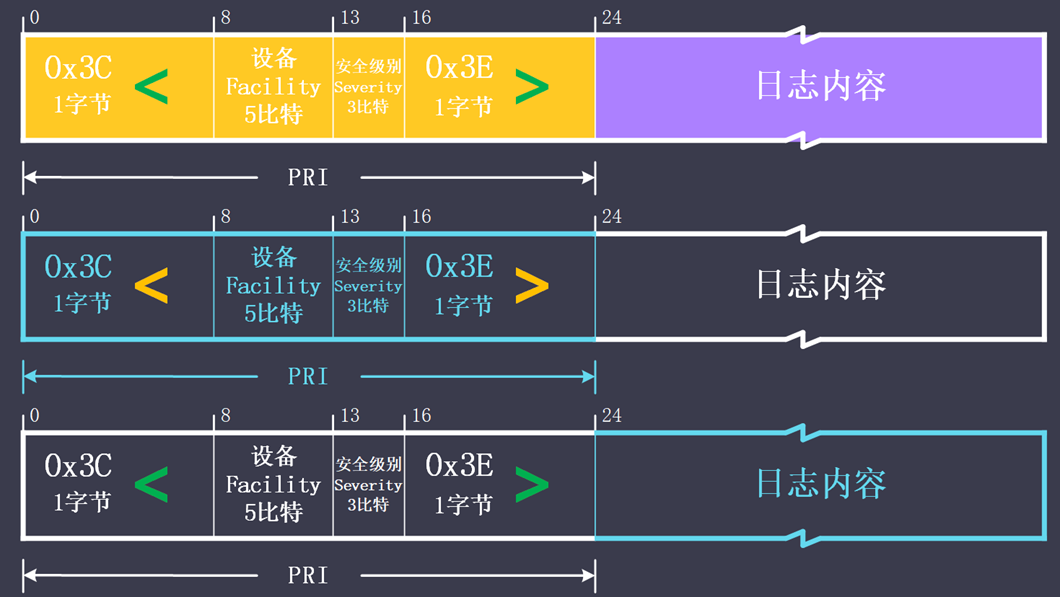 0 8 13 16 24
0x3C
1字节
<
设备
Facility
5比特
安全级别
Severity
3比特
0x3E
1字节
>
日志内容
PRI
0 8 13 16 24
0x3C
1字节
<
设备
Facility
5比特
安全级别
Severity
3比特
0x3E
1字节
>
日志内容
PRI
0 8 13 16 24
0x3C
1字节
<
设备
Facility
5比特
安全级别
Severity
3比特
0x3E
1字节
>
日志内容
PRI